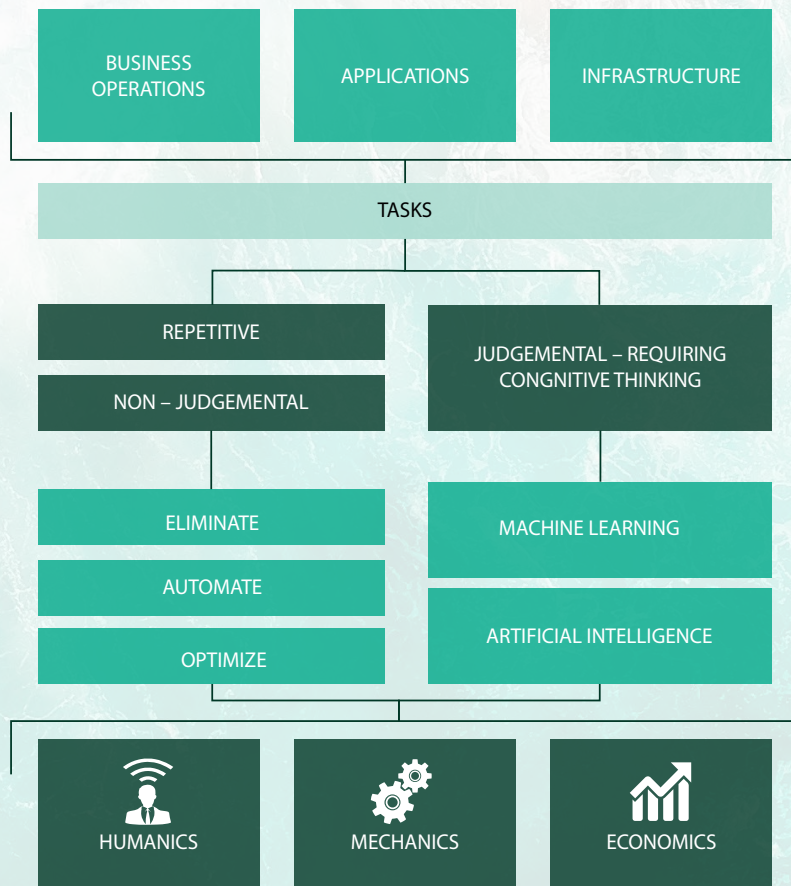 BUSINESS
OPERATIONS
APPLICATIONS
INFRASTRUCTURE
TASKS
REPETITIVE
NON – JUDGEMENTAL
JUDGEMENTAL – REQUIRING
CONGNITIVE THINKING
ELIMINATE
AUTOMATE
OPTIMIZE
MACHINE LEARNING
ARTIFICIAL INTELLIGENCE
HUMANICS
MECHANICS
ECONOMICS